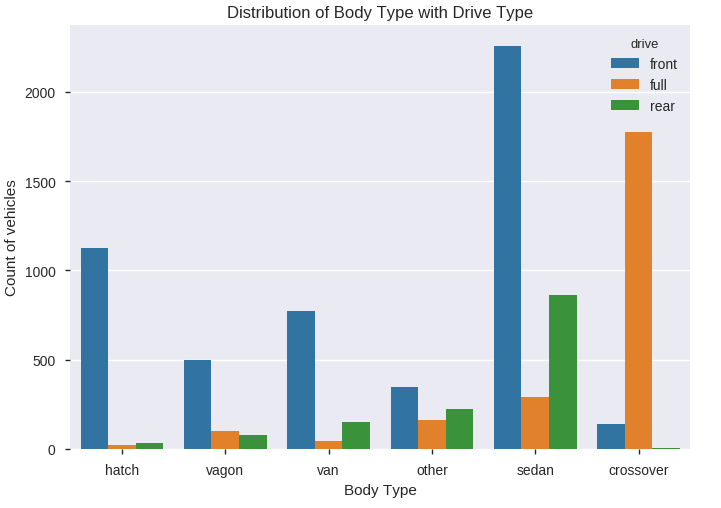 Distribution of Body Type with Drive Type
drive
front
full
rear
2000
1500
1000
500
0
Count of vehicles
hatch vagon van other sedan crossover
Body Type